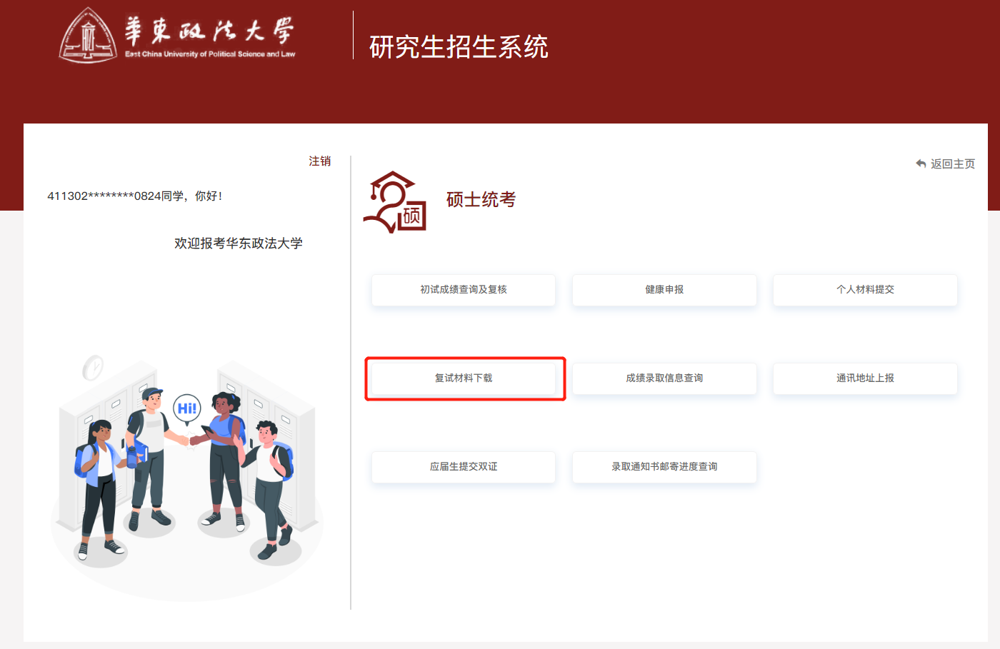 華東政法大學
East China University of Political Science and Law
研究生招生系统
注销
411302********0824同学，你好！
欢迎报考华东政法大学
Hi!
返回主页
硕
硕士统考
初试成绩查询及复核
健康申报
个人材料提交
复试材料下载
成绩录取信息查询
通讯地址上报
应届生提交双证
录取通知书邮寄进度查询